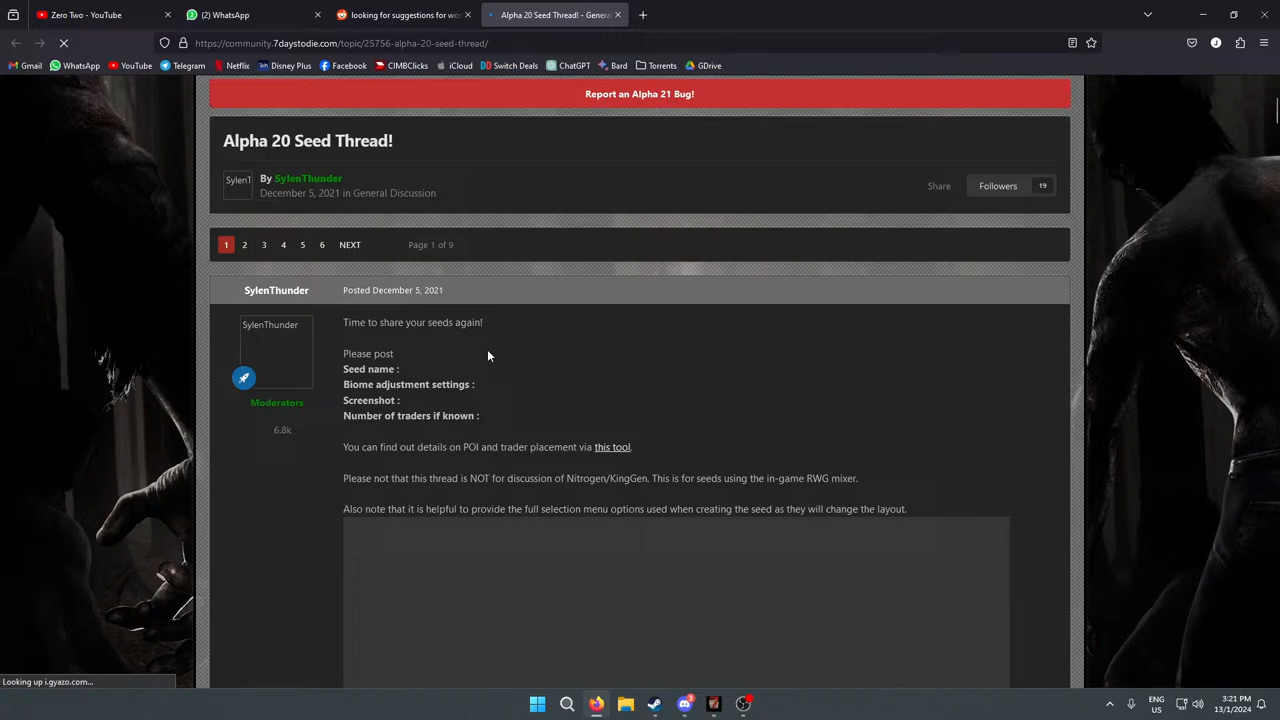 Zero Two - YouTube
(2) WhatsApp
looking for suggestions for wor
Alpha 20 Seed Thread! - Genera
https://community.7daystodie.com/topic/25756-alpha-20-seed-thread/
Gmail WhatsApp YouTube Telegram Netflix Disney Plus Facebook CIMBClicks iCloud Switch Deals ChatGPT Bard Torrents GDrive
Report an Alpha 21 Bug!
Alpha 20 Seed Thread!
SylenT
By SylenThunder
December 5, 2021 in General Discussion
Share
Followers 19
1 2 3 4 5 6 NEXT Page 1 of 9
SylenThunder
Posted December 5, 2021
SylenThunder
Moderators
6.8k
Time to share your seeds again!
Please post
Seed name :
Biome adjustment settings :
Screenshot :
Number of traders if known :
You can find out details on POI and trader placement via this tool.
Please not that this thread is NOT for discussion of Nitrogen/KingGen. This is for seeds using the in-game RWG mixer.
Also note that it is helpful to provide the full selection menu options used when creating the seed as they will change the layout.
Looking up i.gyazo.com...
3
ENG
US
3:21 PM
13/1/2024